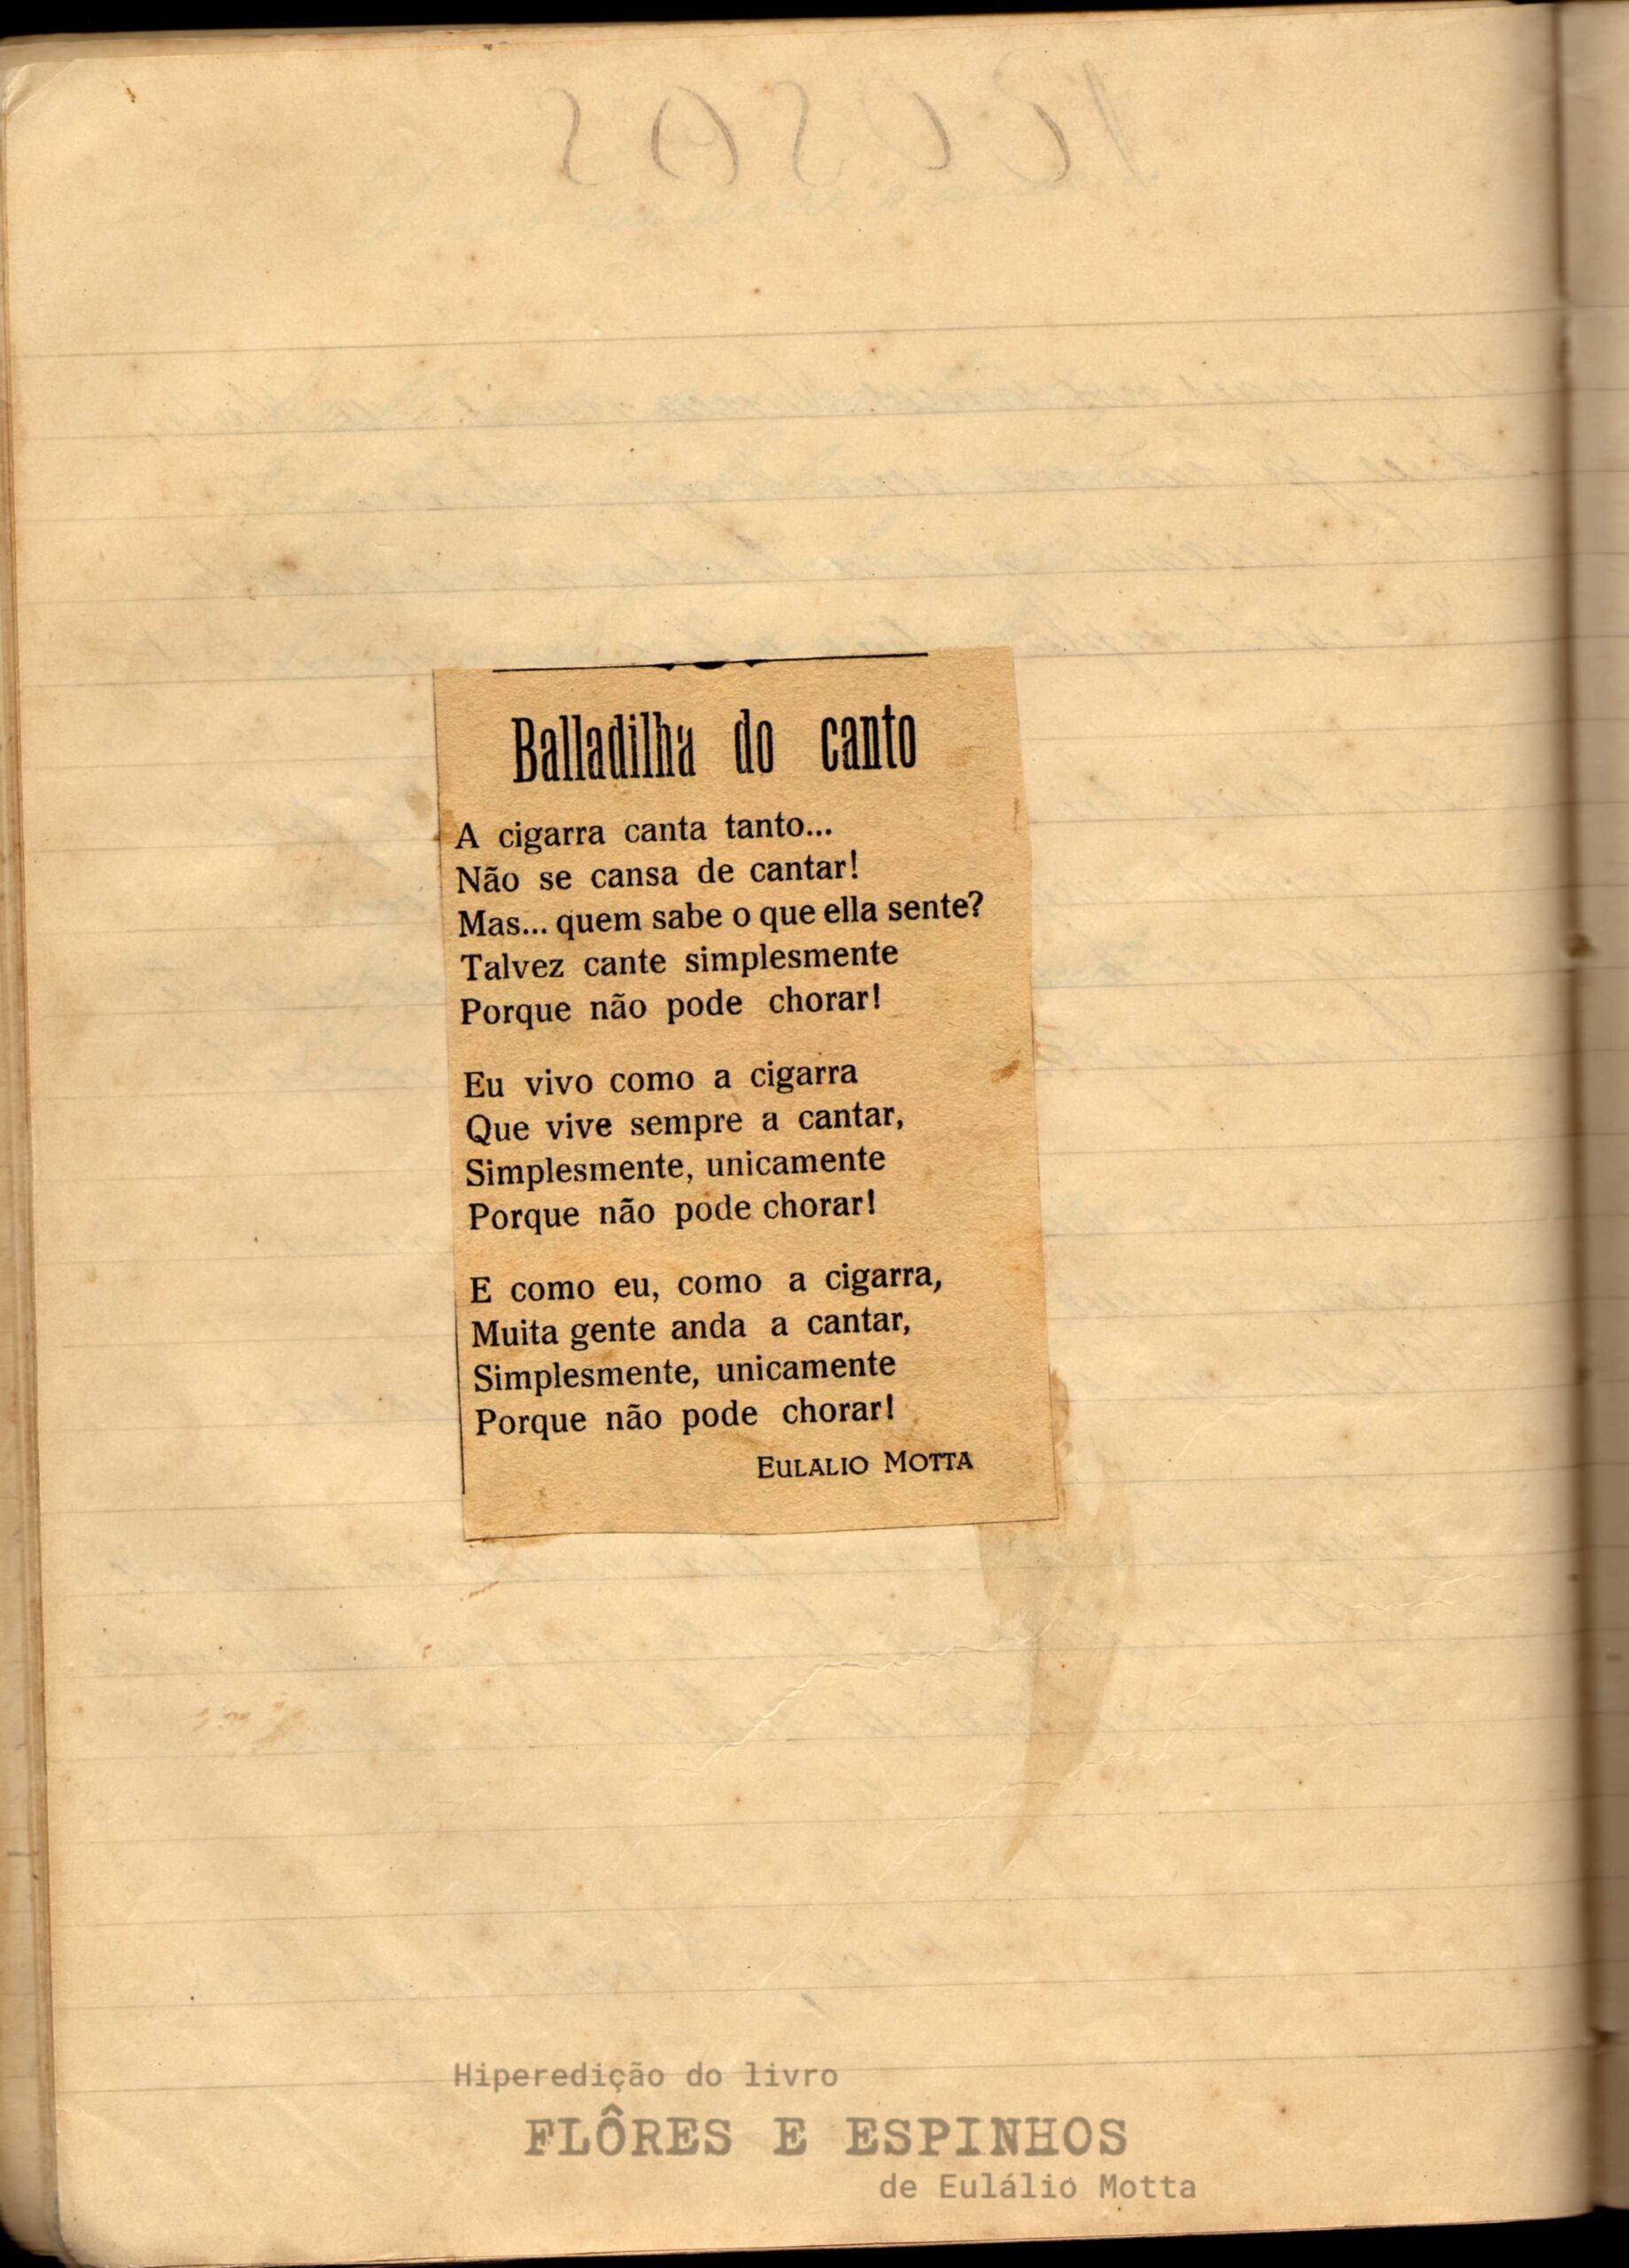 Balladilha do canto
A cigarra canta tanto...
Não se cansa de cantar!
Mas... quem sabe o que ella sente?
Talvez cante simplesmente
Porque não pode chorar!
Eu vivo como a cigarra
Que vive sempre a cantar,
Simplesmente, unicamente
Porque não pode chorar!
E como eu, como a cigarra,
Muita gente anda a cantar,
Simplesmente, unicamente
Porque não pode chorar!
EULALIO MOTTA
Hiperedição do livro
FLÔRES E ESPINHOS
de Eulálio Motta